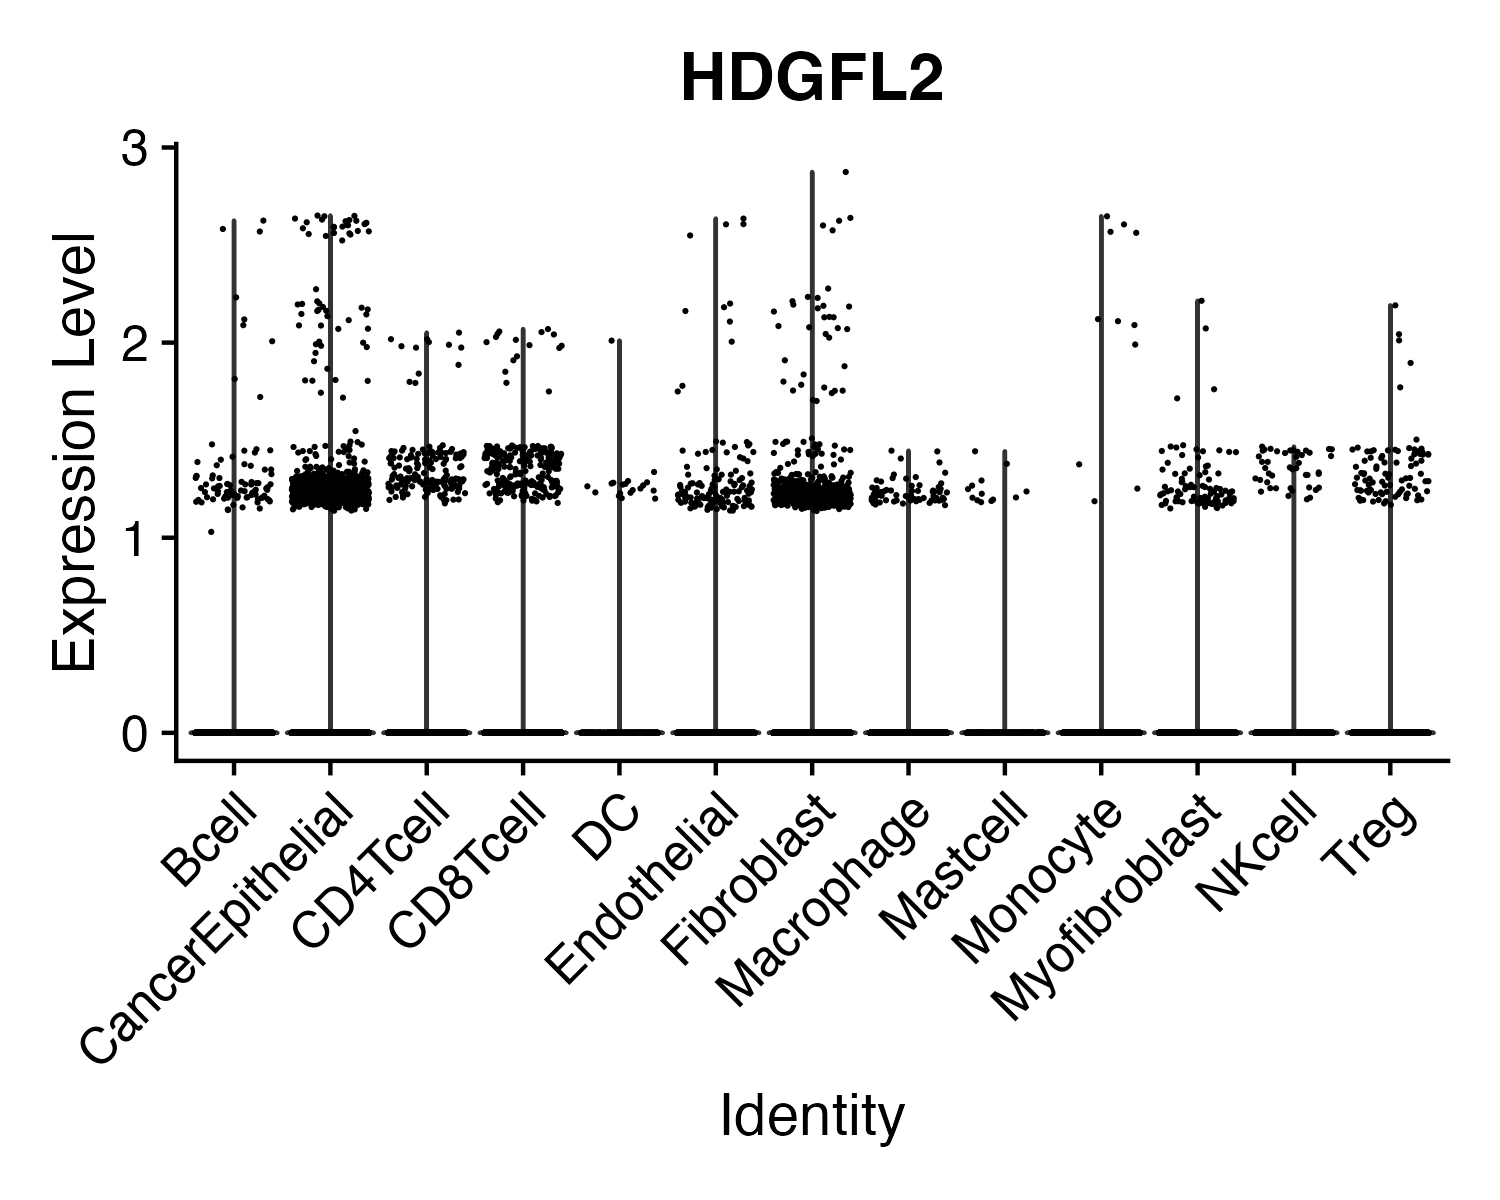 HDGFL2
3
2
1
0
Expression Level
Bcell
CancerEpithelial
CD4Tcell
CD8Tcell
DC
Endothelial
Fibroblast
Macrophage
Mastcell
Monocyte
Myofibroblast
NKcell
Treg
Identity